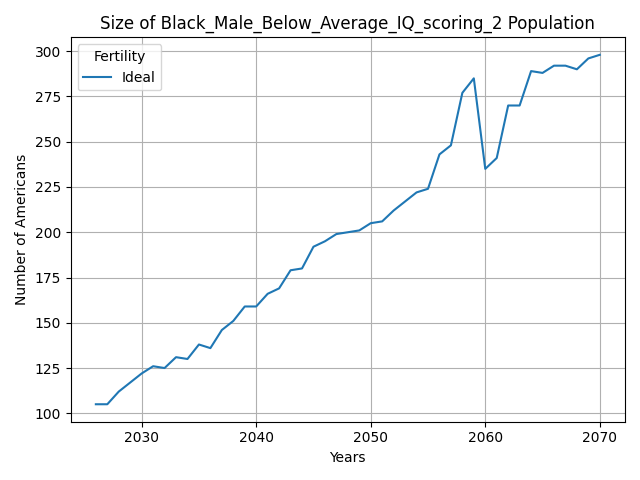 Size of Black_Male_Below_Average_IQ_scoring_2 Population
Fertility
Ideal
Number of Americans
300
275
250
225
200
175
150
125
100
2030 2040 2050 2060 2070
Years